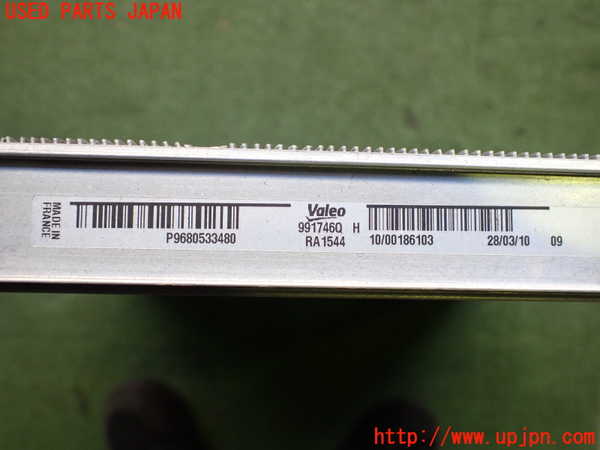 USED PARTS JAPAN
MADE IN
FRANCE
P9680533480
Valeo
991746Q H
RA1544
10/00186103
28/03/10 09
http://www.upjpn.com/